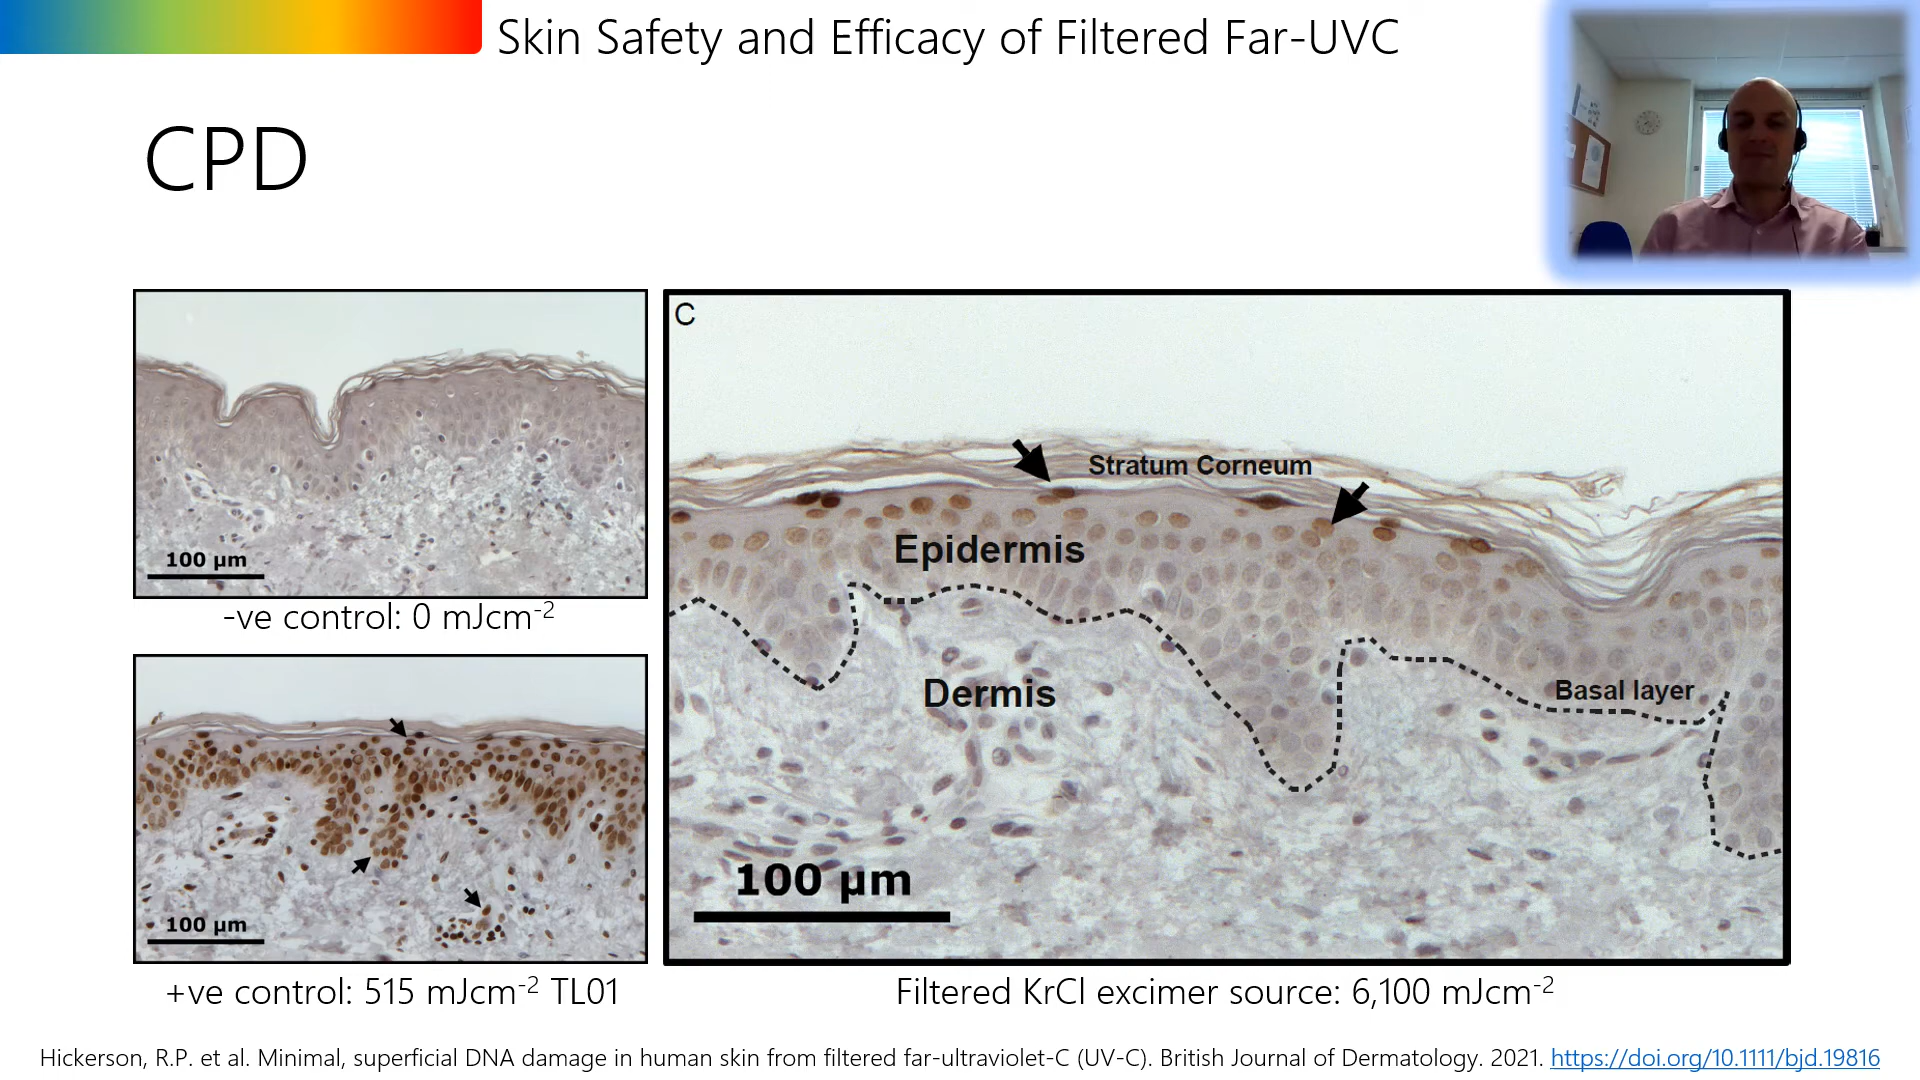 Skin Safety and Efficacy of Filtered Far-UVC
CPD
100 µm
-ve control: 0 mJcm-2
100 µm
+ve control: 515 mJcm-2 TL01
C
Stratum Corneum
Epidermis
Dermis
Basal layer
100 µm
Filtered KrCl excimer source: 6,100 mJcm-2
Hickerson, R.P. et al. Minimal, superficial DNA damage in human skin from filtered far-ultraviolet-C (UV-C). British Journal of Dermatology. 2021. https://doi.org/10.1111/bjd.19816